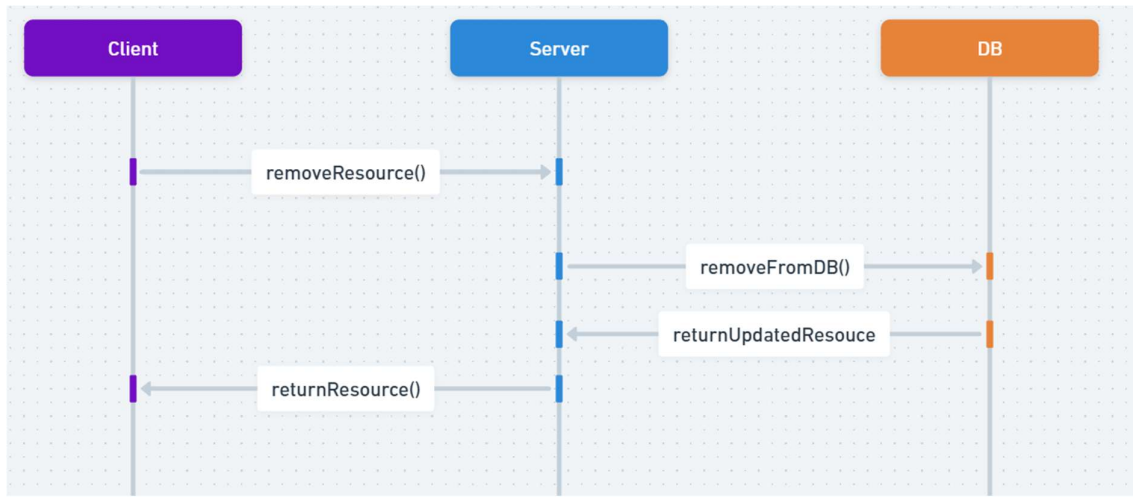 Client
Server
DB
removeResource()
removeFromDB()
returnUpdatedResouce
returnResource()